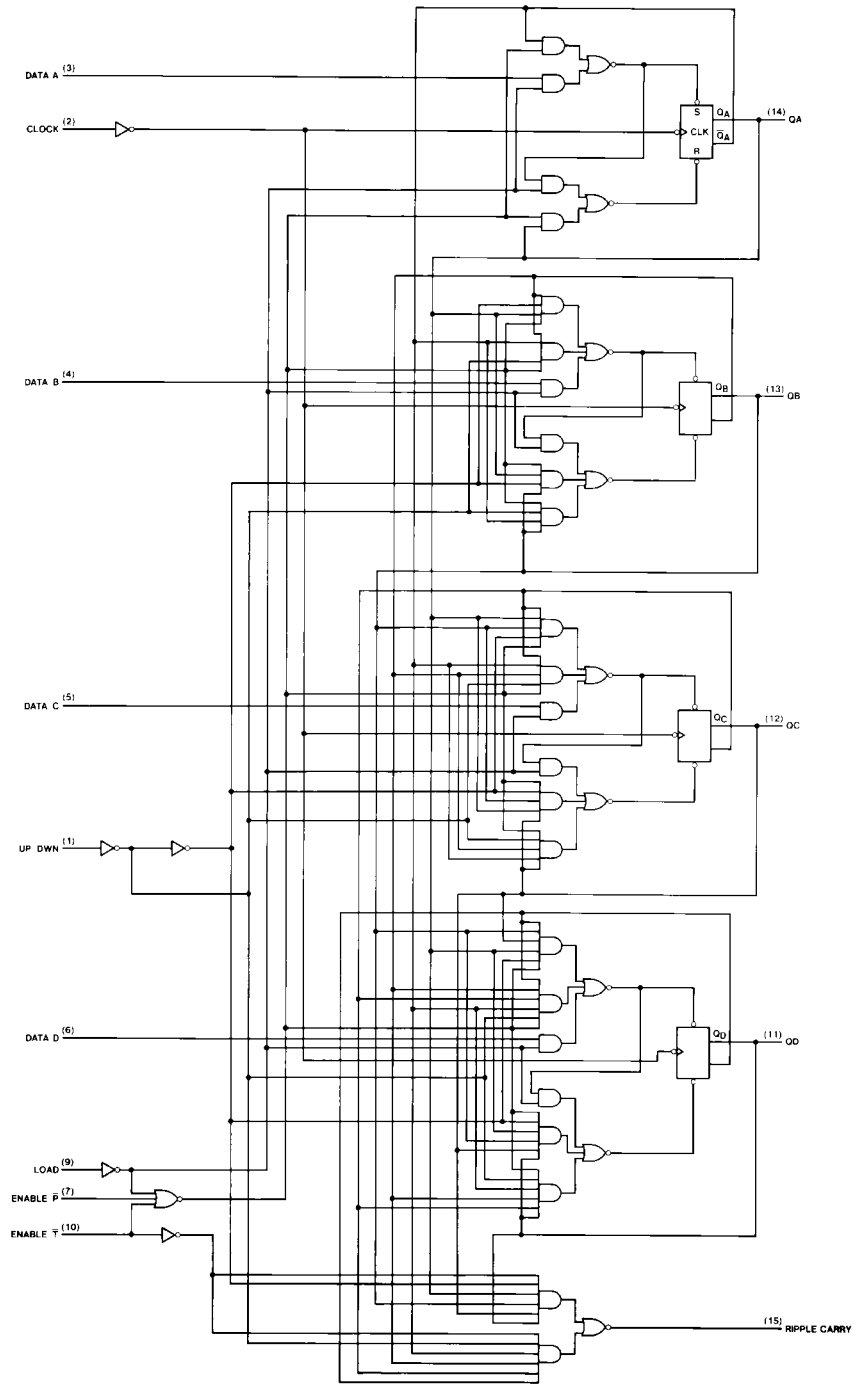 DATA A (3)
CLOCK (2)
S
QA
CLK
Q̅A
R
(14) QA
DATA B (4)
QB
(13) QB
DATA C (5)
QC
(12) QC
UP DWN (1)
DATA D (6)
QD
(11) QD
LOAD (9)
ENABLE P̅ (7)
ENABLE T̅ (10)
(15) RIPPLE CARRY